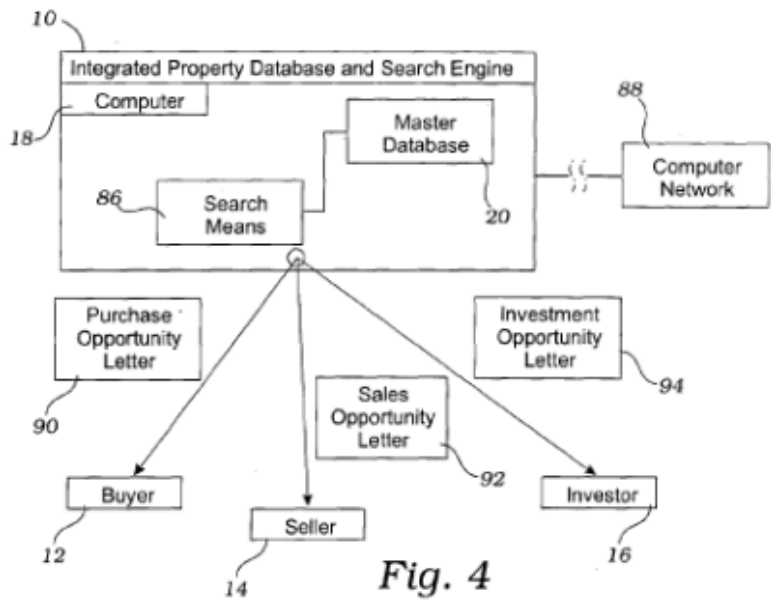 10
Integrated Property Database and Search Engine
Computer
18
Master
Database
20
88
Computer
Network
86
Search
Means
Purchase
Opportunity
Letter
90
Investment
Opportunity
Letter
94
Sales
Opportunity
Letter
92
Buyer
12
Seller
14
Investor
16
Fig. 4